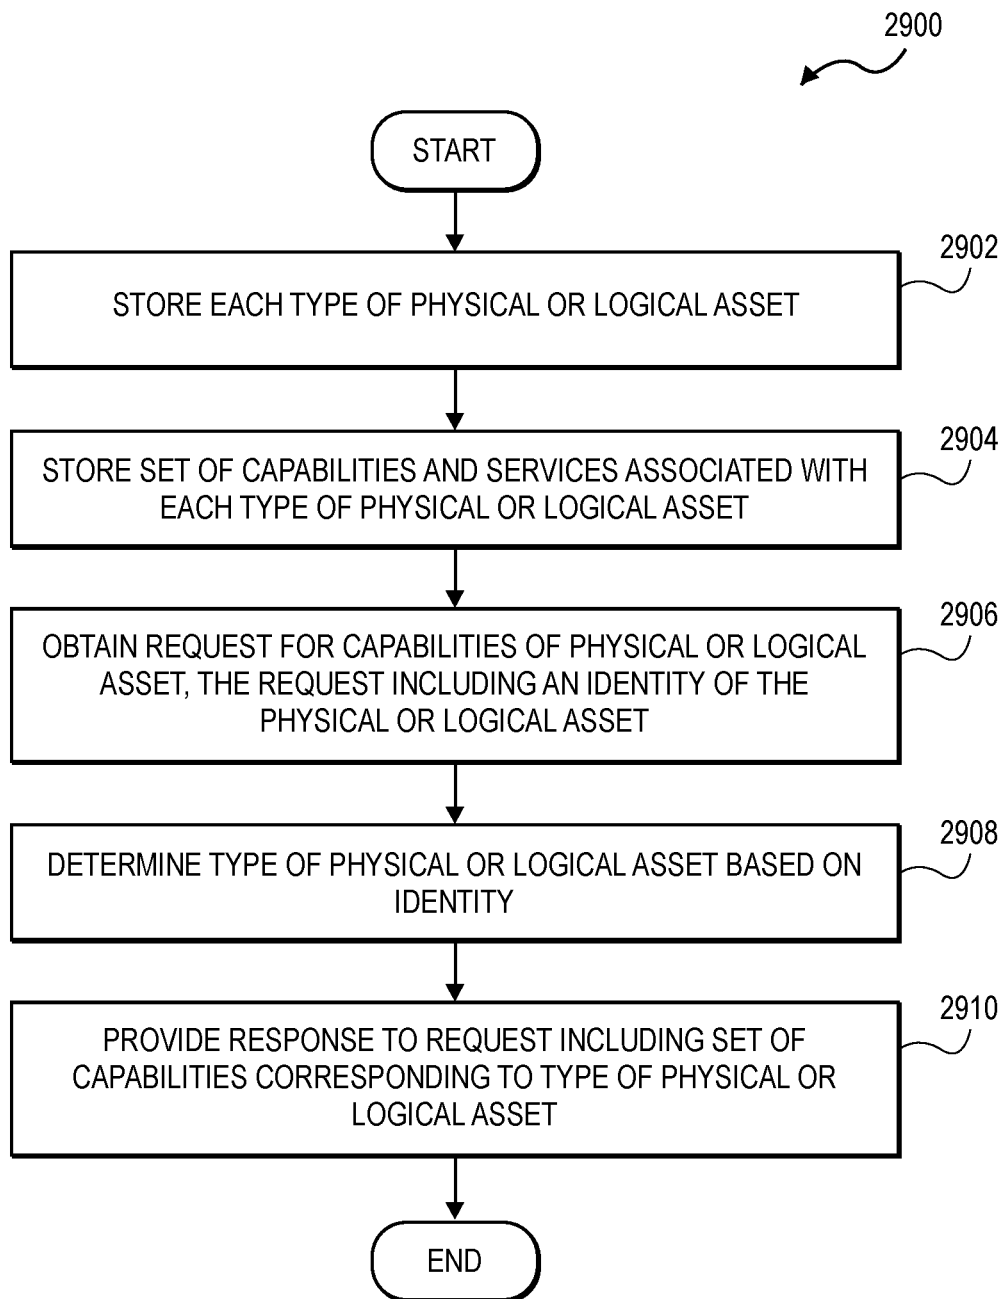 2900
START
2902
STORE EACH TYPE OF PHYSICAL OR LOGICAL ASSET
2904
STORE SET OF CAPABILITIES AND SERVICES ASSOCIATED WITH
EACH TYPE OF PHYSICAL OR LOGICAL ASSET
2906
OBTAIN REQUEST FOR CAPABILITIES OF PHYSICAL OR LOGICAL
ASSET, THE REQUEST INCLUDING AN IDENTITY OF THE
PHYSICAL OR LOGICAL ASSET
2908
DETERMINE TYPE OF PHYSICAL OR LOGICAL ASSET BASED ON
IDENTITY
2910
PROVIDE RESPONSE TO REQUEST INCLUDING SET OF
CAPABILITIES CORRESPONDING TO TYPE OF PHYSICAL OR
LOGICAL ASSET
END